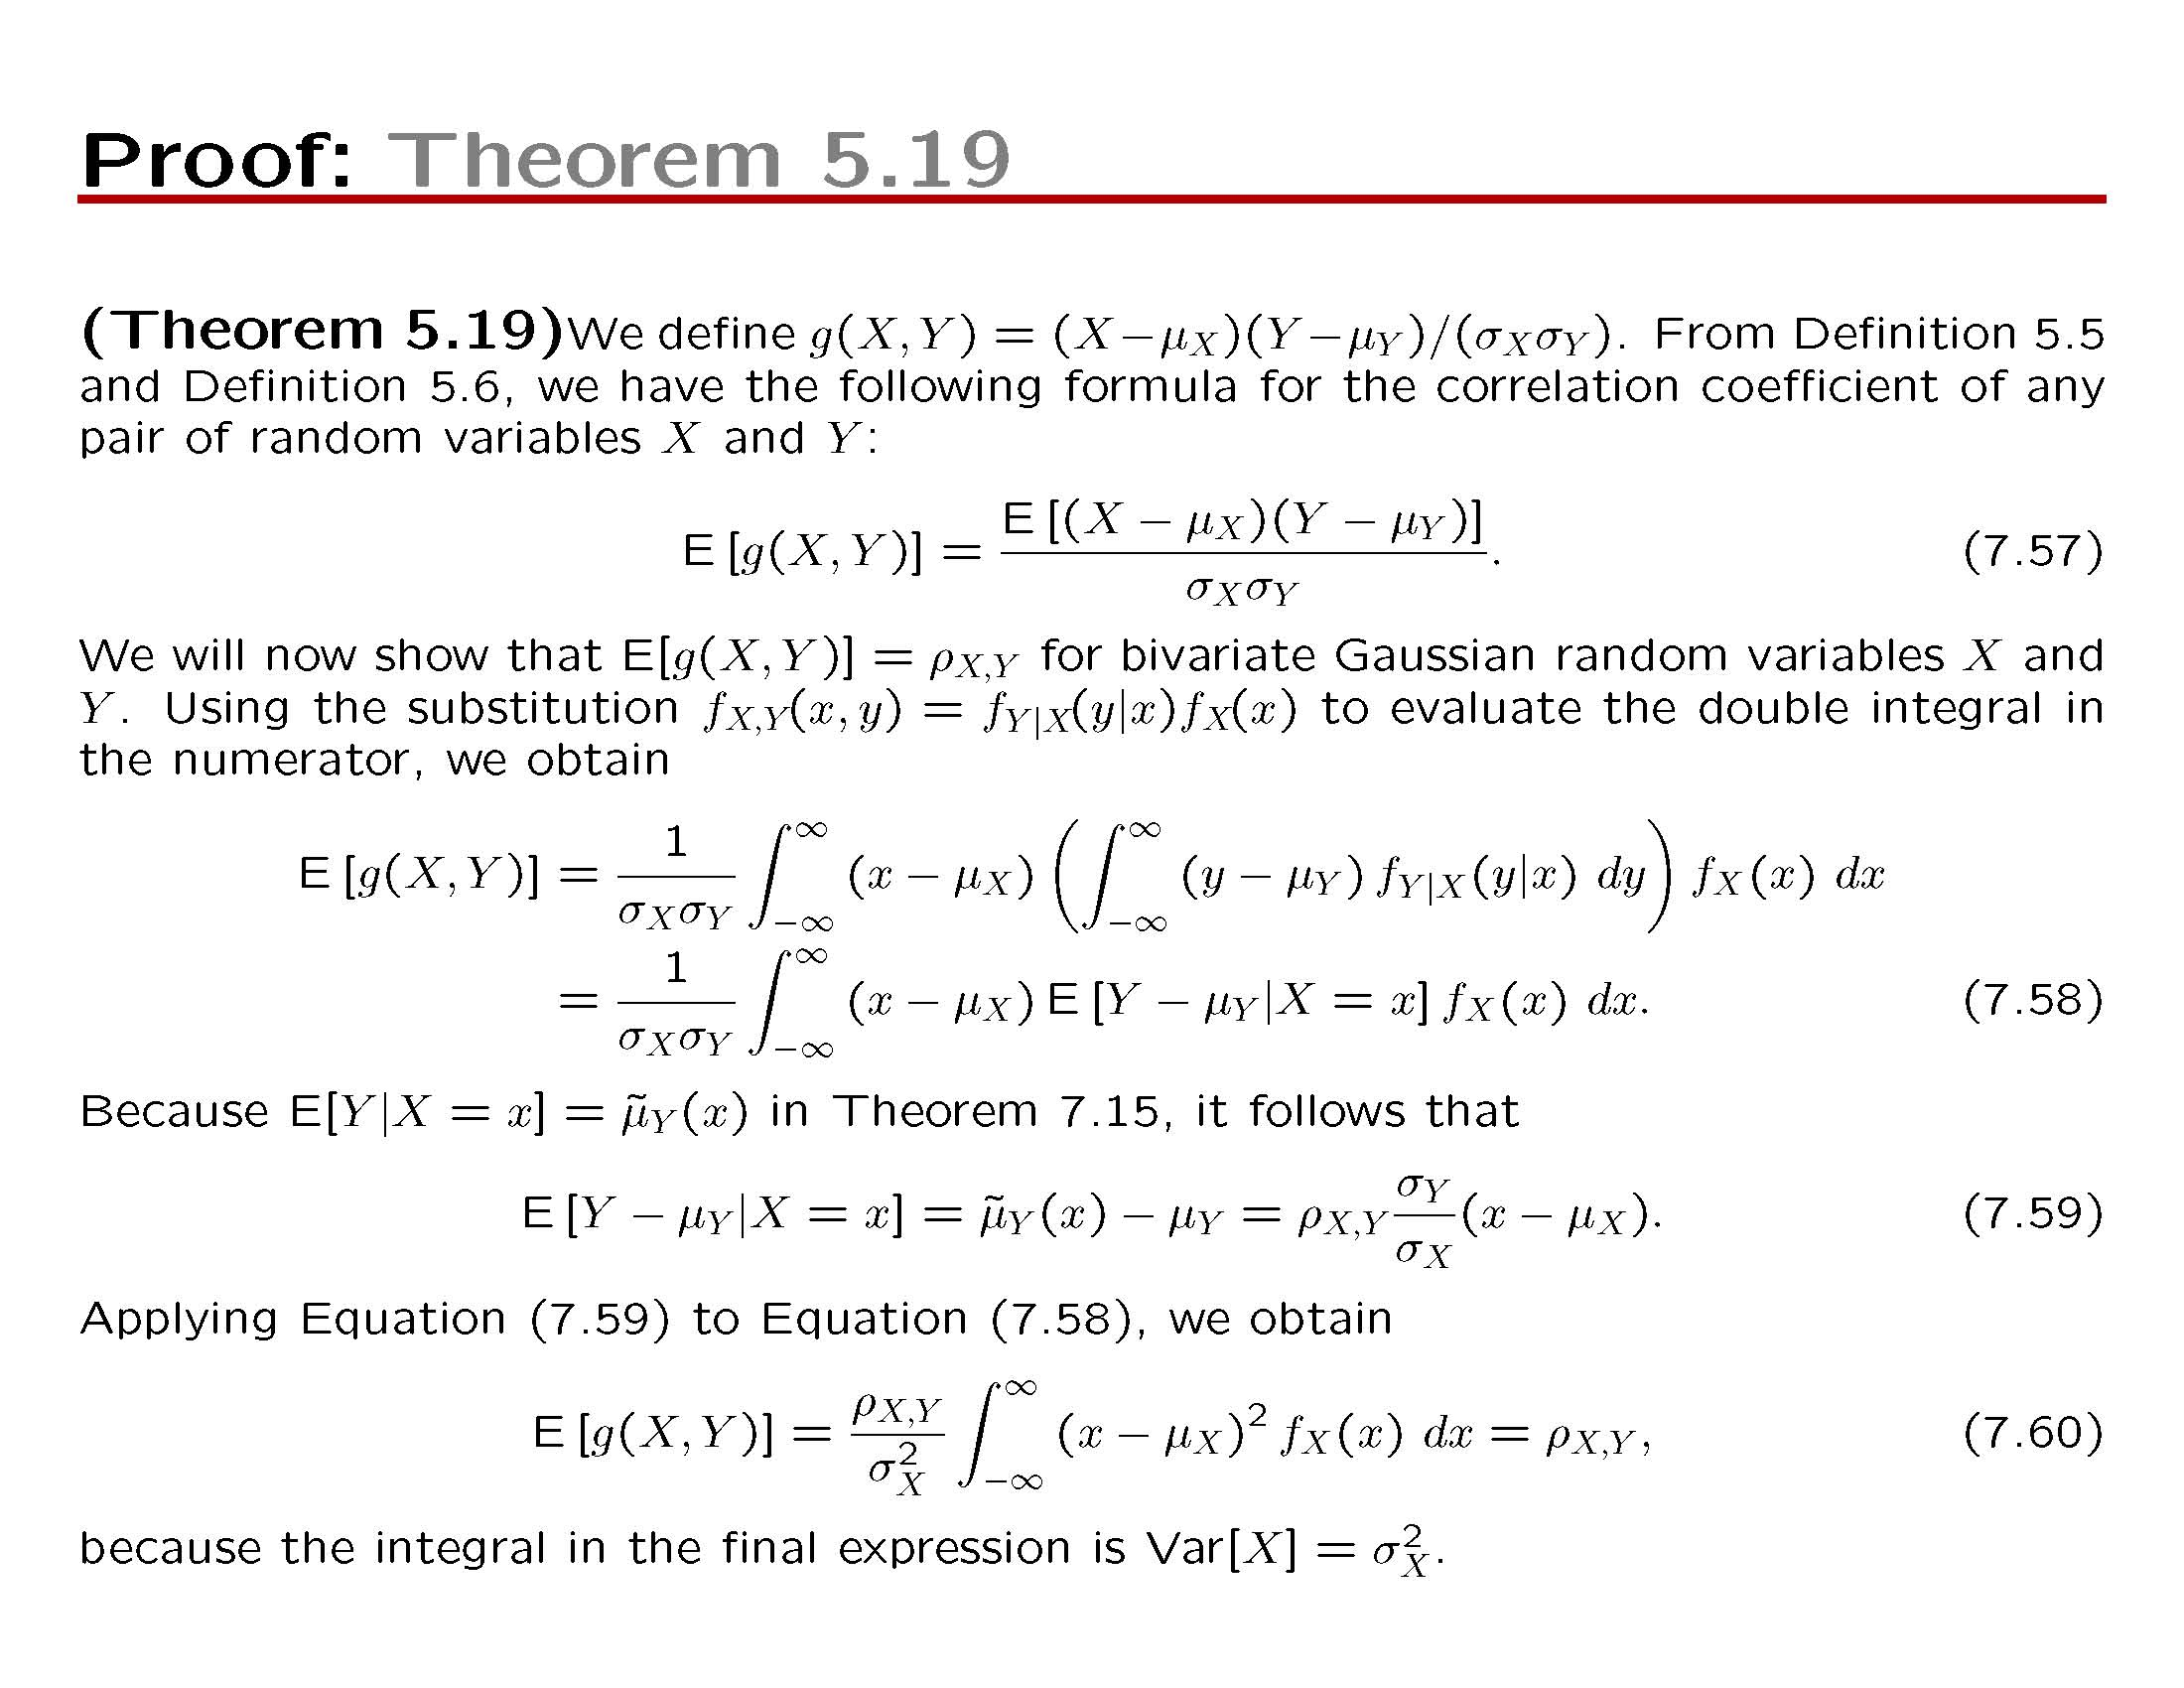 Proof: Theorem 5.19
(Theorem 5.19)We define g(X, Y) = (X−μ_X)(Y−μ_Y)/(σ_Xσ_Y). From Definition 5.5
and Definition 5.6, we have the following formula for the correlation coefficient of any
pair of random variables X and Y:
E [g(X, Y)] = \frac{E [(X − μ_X)(Y − μ_Y)]}{σ_Xσ_Y}. (7.57)
We will now show that E[g(X, Y)] = ρ_{X,Y} for bivariate Gaussian random variables X and
Y. Using the substitution f_{X,Y}(x, y) = f_{Y|X}(y|x)f_X(x) to evaluate the double integral in
the numerator, we obtain
E [g(X, Y)] = \frac{1}{σ_Xσ_Y} ∫_{−∞}^{∞} (x − μ_X) (∫_{−∞}^{∞} (y − μ_Y) f_{Y|X}(y|x) dy) f_X(x) dx
= \frac{1}{σ_Xσ_Y} ∫_{−∞}^{∞} (x − μ_X) E [Y − μ_Y|X = x] f_X(x) dx. (7.58)
Because E[Y|X = x] = μ̃_Y(x) in Theorem 7.15, it follows that
E [Y − μ_Y|X = x] = μ̃_Y(x) − μ_Y = ρ_{X,Y} \frac{σ_Y}{σ_X}(x − μ_X). (7.59)
Applying Equation (7.59) to Equation (7.58), we obtain
E [g(X, Y)] = \frac{ρ_{X,Y}}{σ_X^2} ∫_{−∞}^{∞} (x − μ_X)^2 f_X(x) dx = ρ_{X,Y}, (7.60)
because the integral in the final expression is Var[X] = σ_X^2.